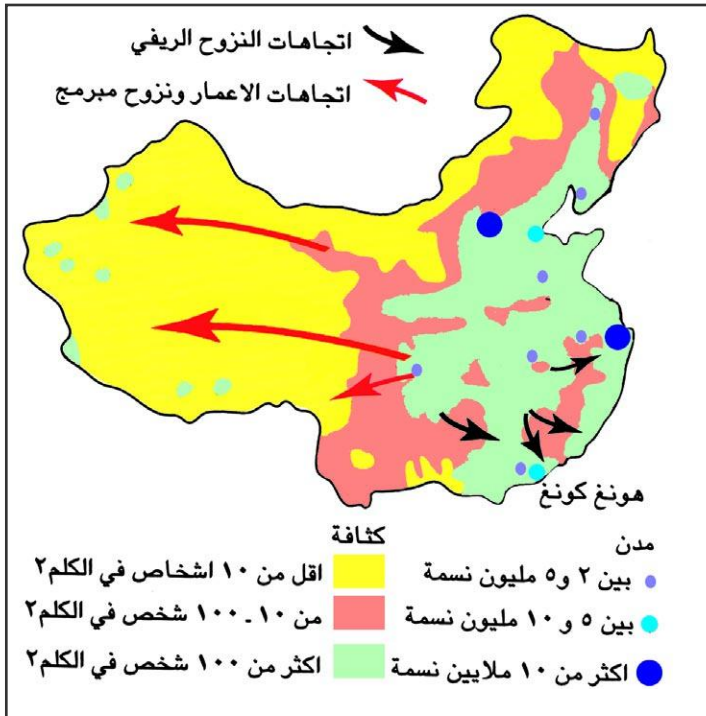 اتجاهات النزوح الريفي
اتجاهات الاعمار ونزوح مبرمج
هونغ كونغ
مدن
بين ٢ و٥ مليون نسمة
بين ٥ و ١٠ مليون نسمة
اكثر من ١٠ ملايين نسمة
كثافة
اقل من ١٠ اشخاص في الكلم٢
من ١٠ ـ ١٠٠ شخص في الكلم٢
اكثر من ١٠٠ شخص في الكلم٢